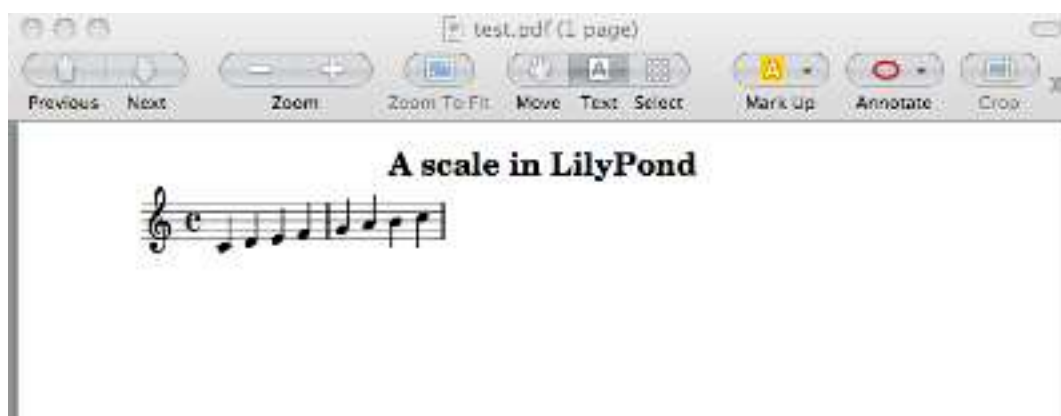 test.pdf (1 page)
Previous Next Zoom Zoom To Fit Move Text Select Mark Up Annotate Crop
A scale in LilyPond